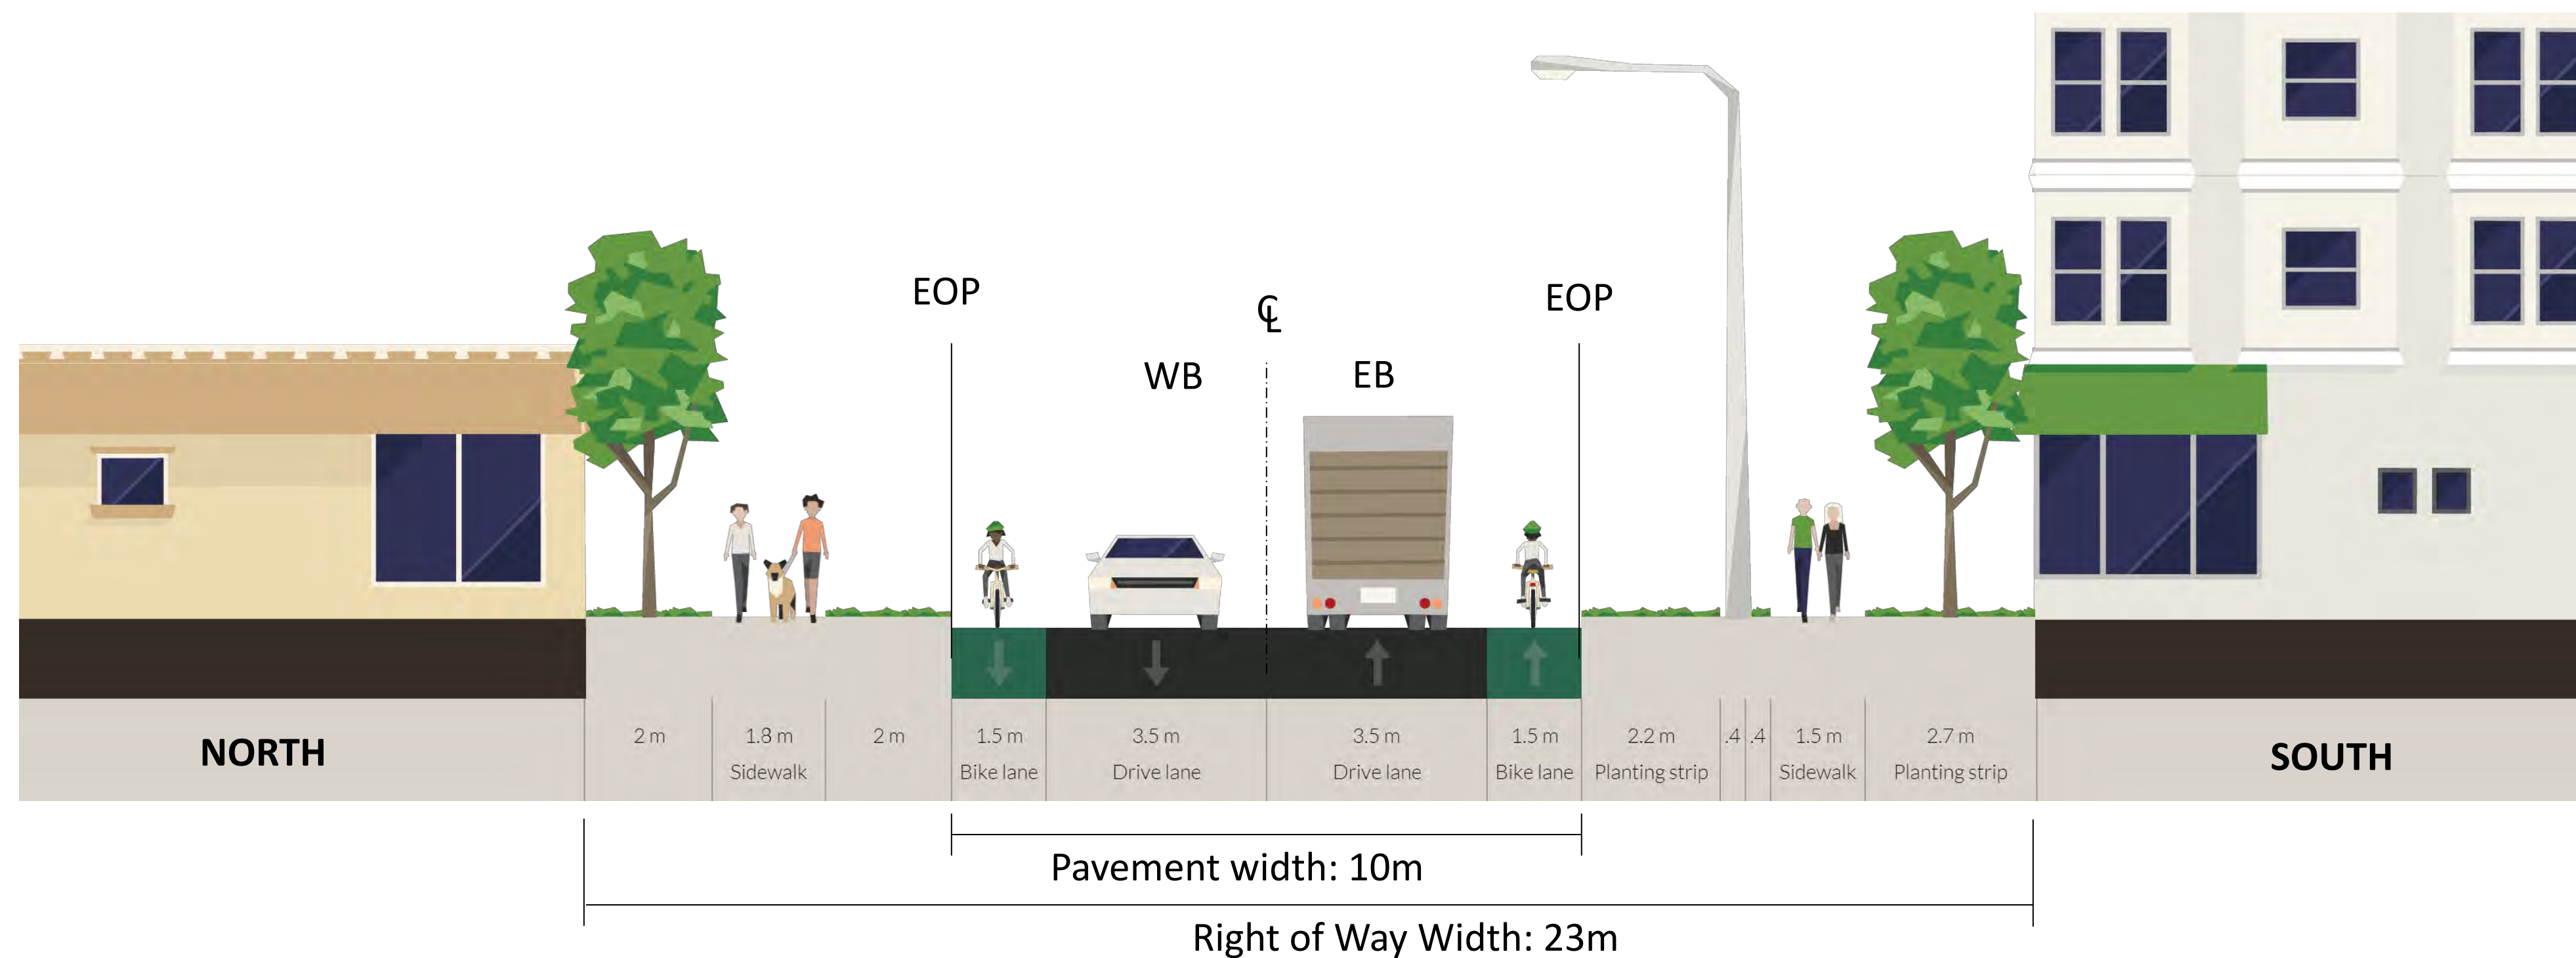 EOP
℄
EOP
WB
EB
NORTH
2 m
1.8 m
Sidewalk
2 m
1.5 m
Bike lane
3.5 m
Drive lane
3.5 m
Drive lane
1.5 m
Bike lane
2.2 m
Planting strip
.4
.4
1.5 m
Sidewalk
2.7 m
Planting strip
SOUTH
Pavement width: 10m
Right of Way Width: 23m